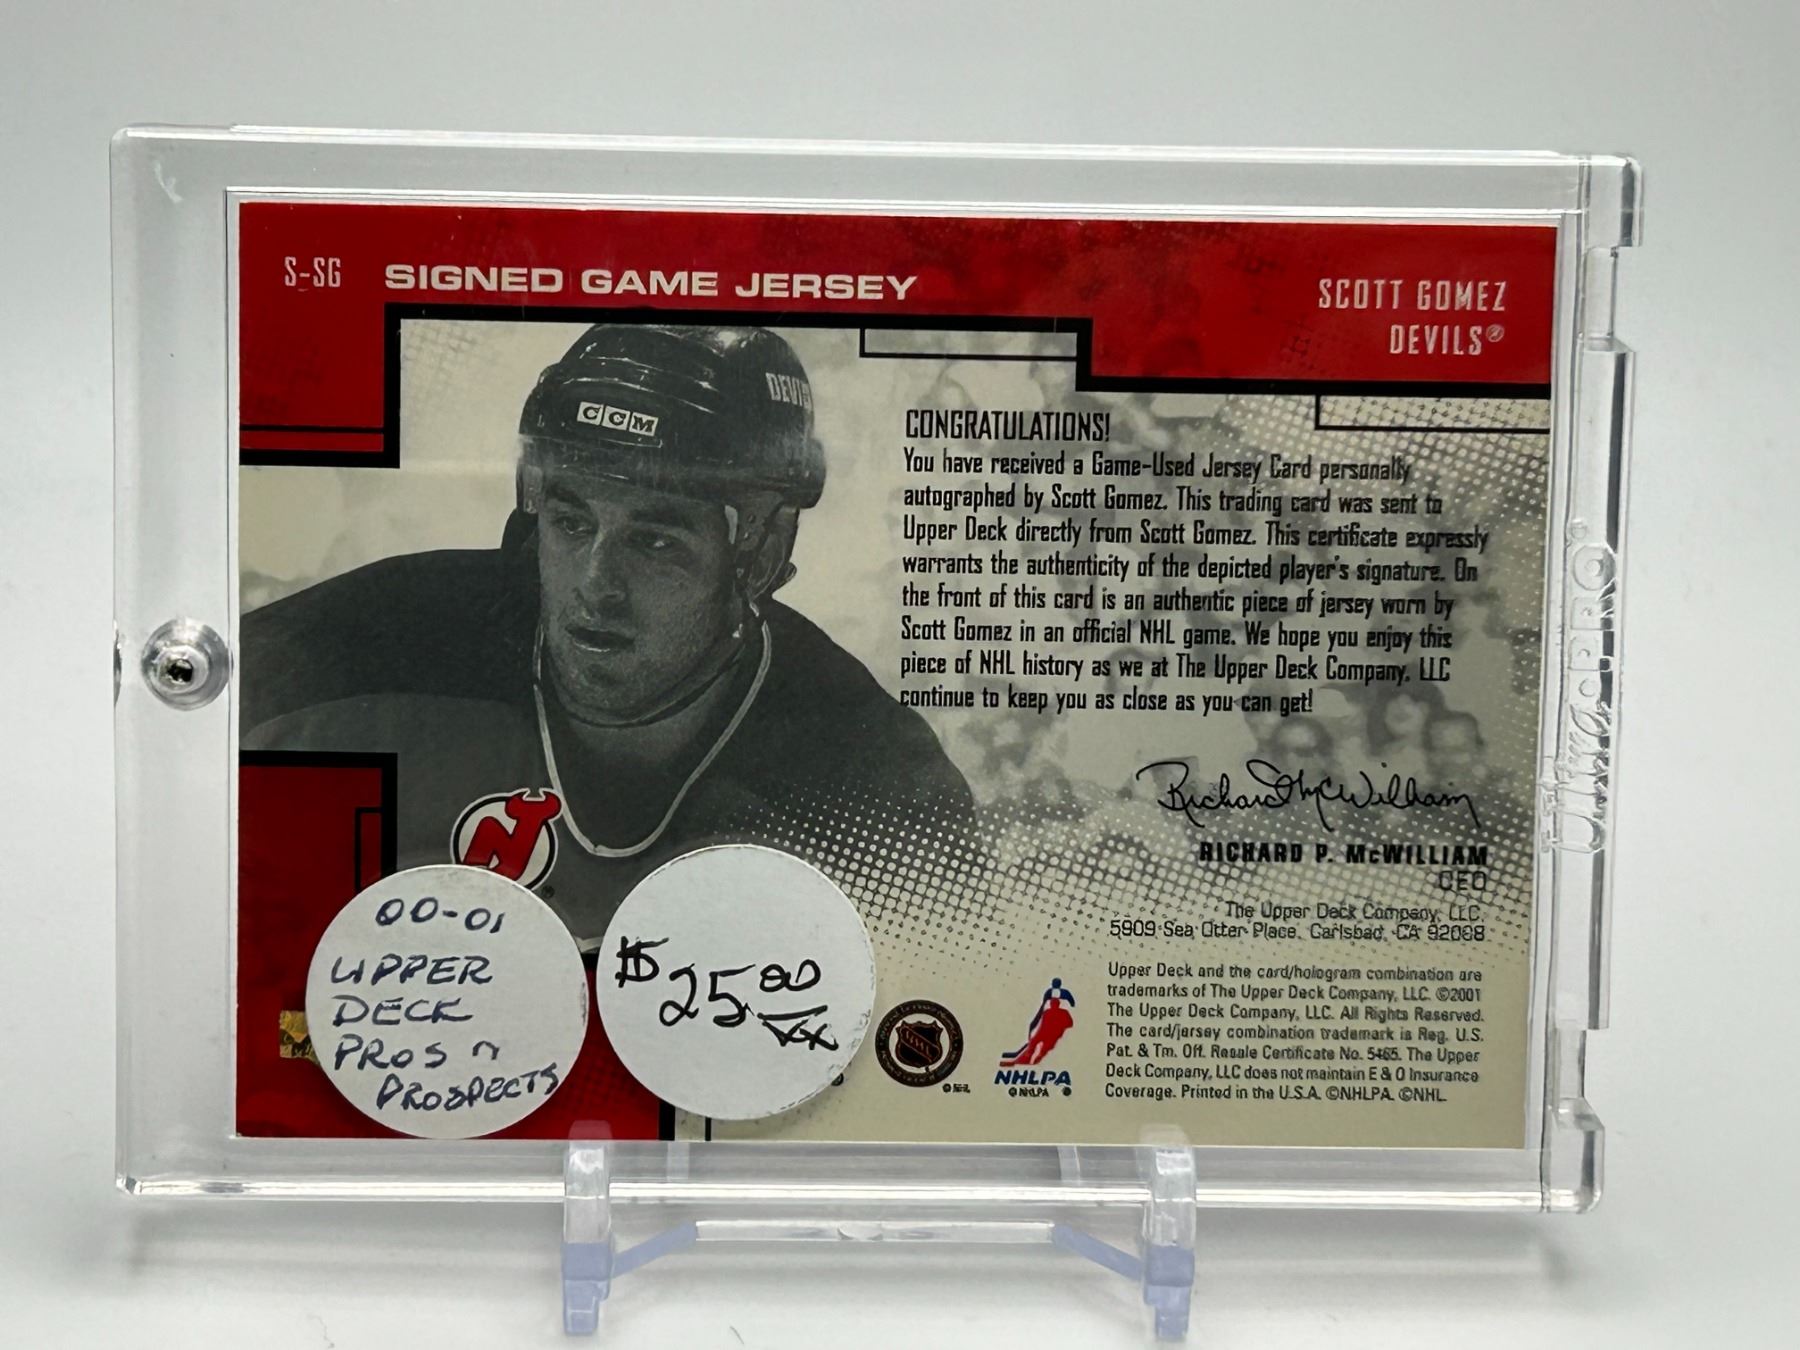 S-SG SIGNED GAME JERSEY
SCOTT GOMEZ
DEVILS®
CCM
CONGRATULATIONS!
You have received a Game-Used Jersey Card personally
autographed by Scott Gomez. This trading card was sent to
Upper Deck directly from Scott Gomez. This certificate expressly
warrants the authenticity of the depicted player's signature. On
the front of this card is an authentic piece of jersey worn by
Scott Gomez in an official NHL game. We hope you enjoy this
piece of NHL history as we at The Upper Deck Company, LLC
continue to keep you as close as you can get!
Richard McWilliam
RICHARD P. McWILLIAM
CEO
The Upper Deck Company, LLC.
5909 Sea Otter Place, Carlsbad, CA 92008
Upper Deck and the card/hologram combination are
trademarks of The Upper Deck Company, LLC. ©2001
The Upper Deck Company, LLC. All Rights Reserved.
The card/jersey combination trademark is Reg. U.S.
Pat. & Tm. Off. Resale Certificate No. 5465. The Upper
Deck Company, LLC does not maintain E & O Insurance
Coverage. Printed in the U.S.A. ©NHLPA. ©NHL.
00-01
UPPER
DECK
PROS n
PROSPECTS
$25.00
NHL
© NHL
NHLPA
© NHLPA
Ultra·PRO®